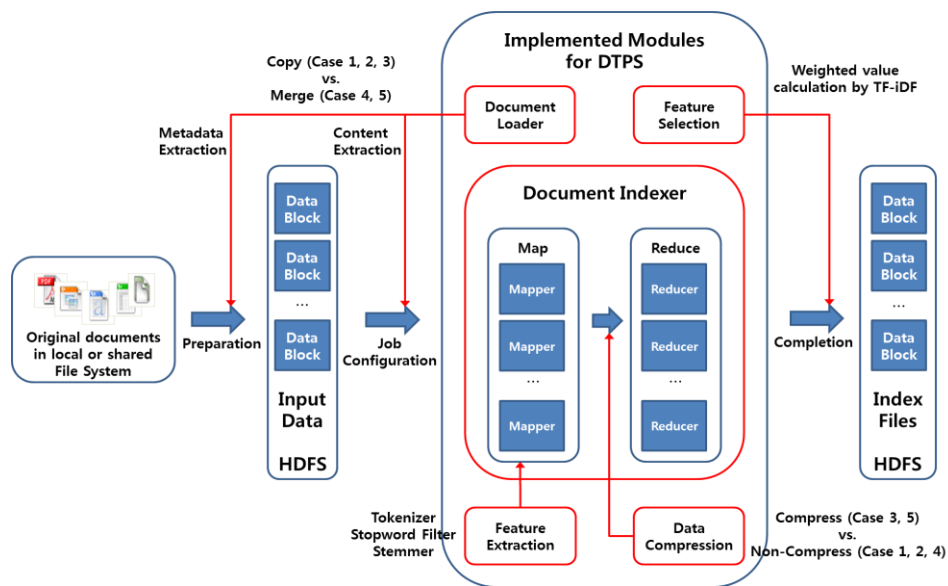 Implemented Modules
for DTPS
Copy (Case 1, 2, 3)
vs.
Merge (Case 4, 5)
Weighted value
calculation by TF-iDF
Document
Loader
Feature
Selection
Metadata
Extraction
Content
Extraction
Document Indexer
Data
Block
Data
Block
...
Data
Block
Input
Data
HDFS
Map
Mapper
Mapper
...
Mapper
Reduce
Reducer
Reducer
...
Reducer
Data
Block
Data
Block
...
Data
Block
Index
Files
HDFS
PDF
Original documents
in local or shared
File System
Preparation
Job
Configuration
Completion
Tokenizer
Stopword Filter
Stemmer
Feature
Extraction
Data
Compression
Compress (Case 3, 5)
vs.
Non-Compress (Case 1, 2, 4)